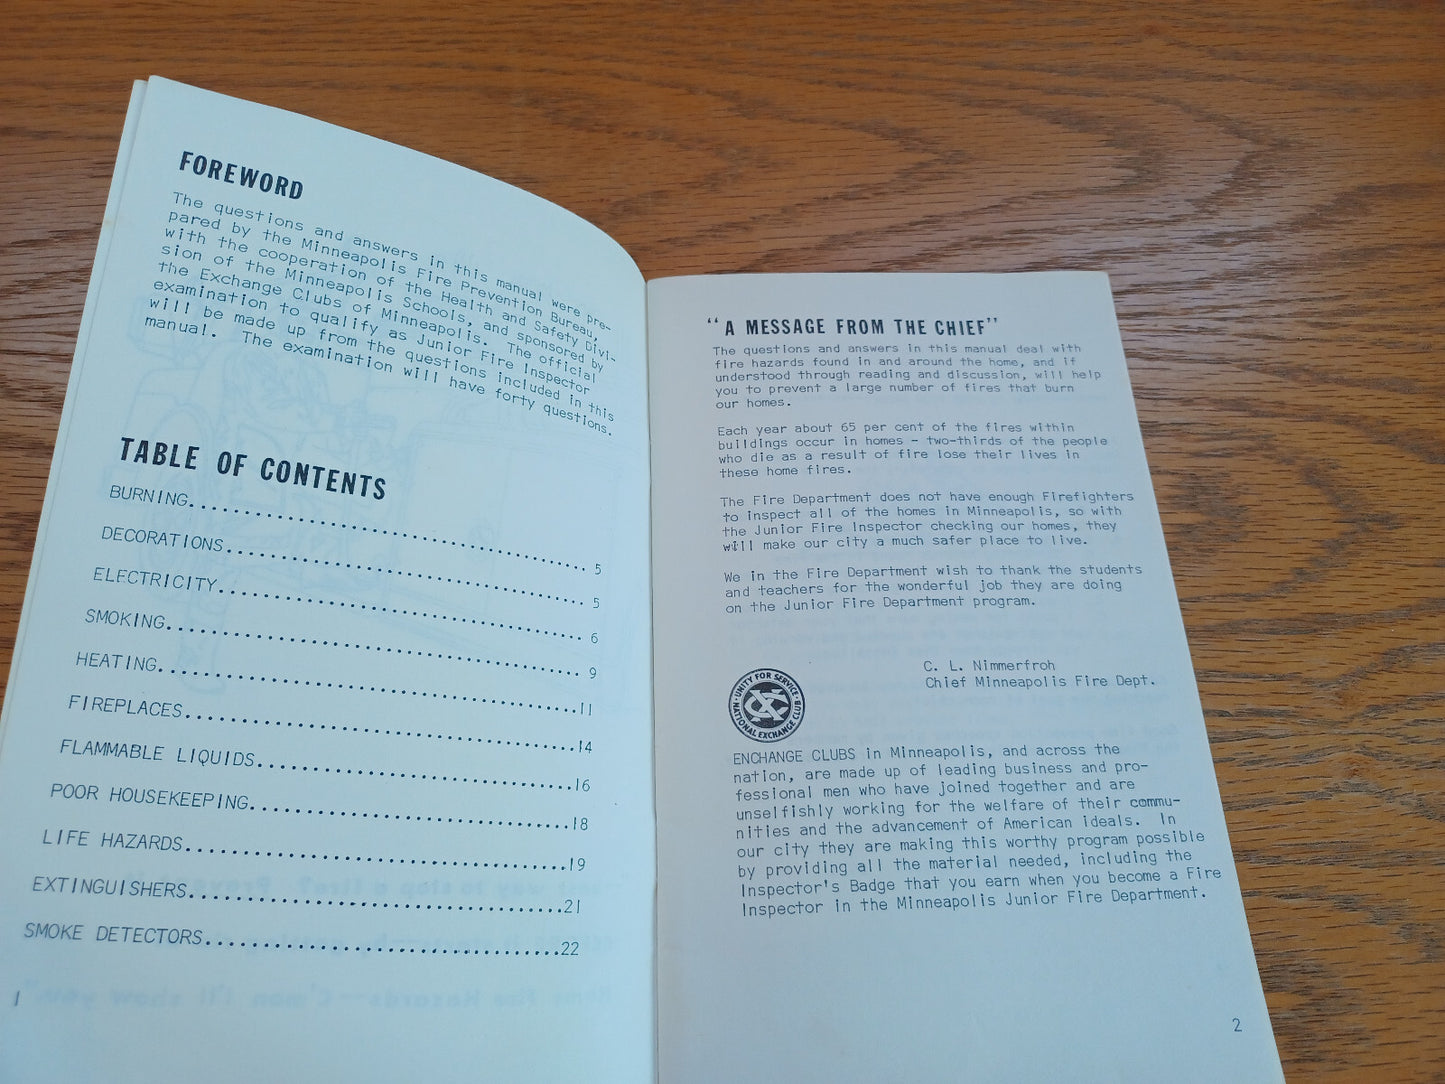 FOREWORD
The questions and answers in this manual were pre-
pared by the Minneapolis Fire Prevention Bureau,
with the cooperation of the Health and Safety Divi-
sion of the Minneapolis Schools, and sponsored by
the Exchange Clubs of Minneapolis. The official
examination to qualify as Junior Fire Inspector
will be made up from the questions included in this
manual. The examination will have forty questions.
TABLE OF CONTENTS
BURNING.......................................... 5
DECORATIONS...................................... 5
ELECTRICITY...................................... 6
SMOKING.......................................... 9
HEATING..........................................11
FIREPLACES.......................................14
FLAMMABLE LIQUIDS................................16
POOR HOUSEKEEPING................................18
LIFE HAZARDS.....................................19
EXTINGUISHERS....................................21
SMOKE DETECTORS..................................22
1
"A MESSAGE FROM THE CHIEF"
The questions and answers in this manual deal with
fire hazards found in and around the home, and if
understood through reading and discussion, will help
you to prevent a large number of fires that burn
our homes.
Each year about 65 per cent of the fires within
buildings occur in homes - two-thirds of the people
who die as a result of fire lose their lives in
these home fires.
The Fire Department does not have enough Firefighters
to inspect all of the homes in Minneapolis, so with
the Junior Fire Inspector checking our homes, they
will make our city a much safer place to live.
We in the Fire Department wish to thank the students
and teachers for the wonderful job they are doing
on the Junior Fire Department program.
C. L. Nimmerfroh
Chief Minneapolis Fire Dept.
UNITY FOR SERVICE
NATIONAL EXCHANGE CLUB
ENCHANGE CLUBS in Minneapolis, and across the
nation, are made up of leading business and pro-
fessional men who have joined together and are
unselfishly working for the welfare of their commu-
nities and the advancement of American ideals. In
our city they are making this worthy program possible
by providing all the material needed, including the
Inspector's Badge that you earn when you become a Fire
Inspector in the Minneapolis Junior Fire Department.
2